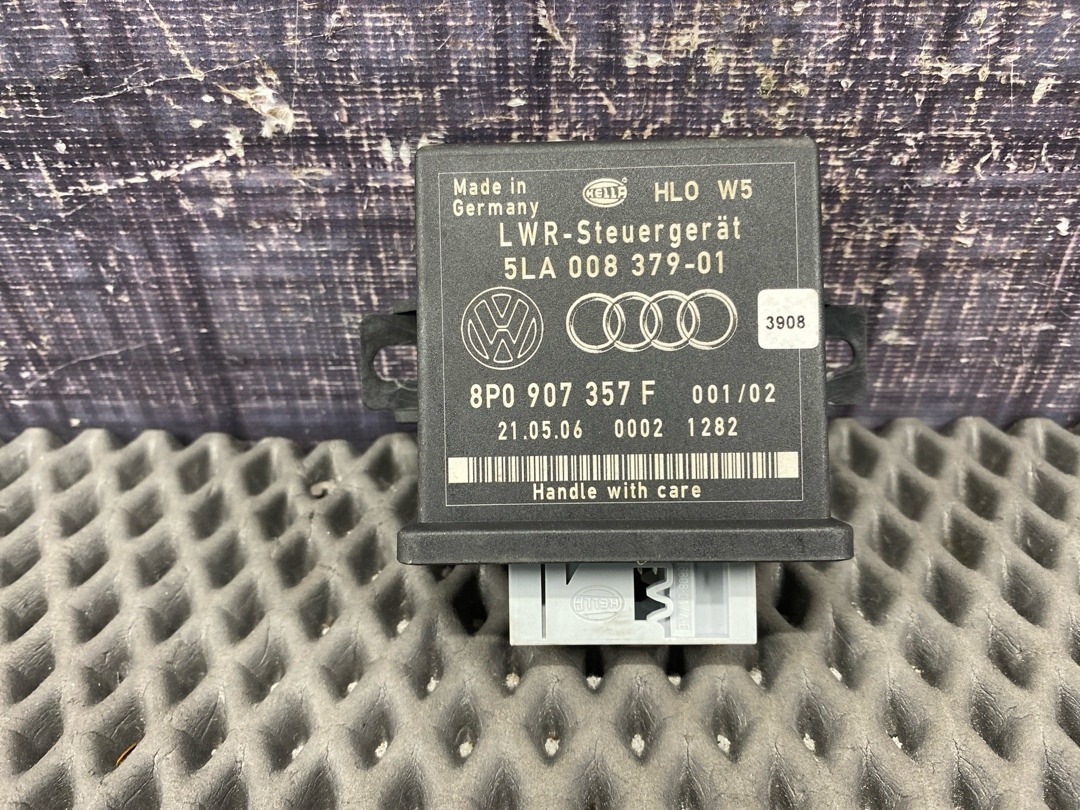 Made in
Germany
HELLA HLO W5
LWR-Steuergerät
5LA 008 379-01
3908
8P0 907 357 F 001/02
21.05.06 0002 1282
Handle with care
HELLA